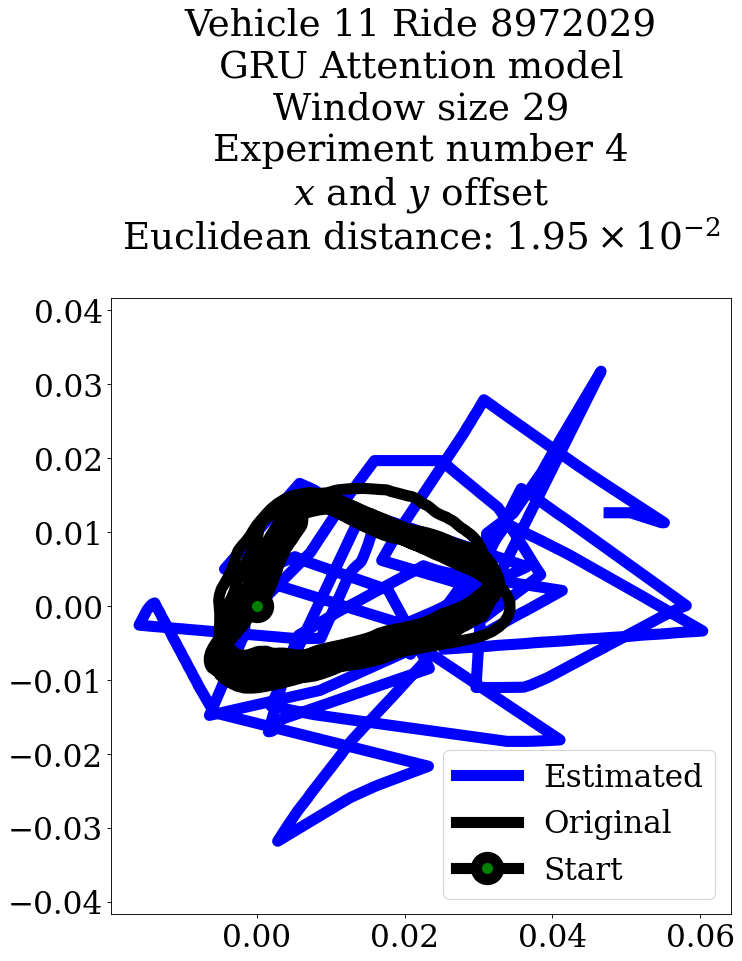 Vehicle 11 Ride 8972029
GRU Attention model
Window size 29
Experiment number 4
x and y offset
Euclidean distance: 1.95 × 10⁻²
0.04
0.03
0.02
0.01
0.00
−0.01
−0.02
−0.03
−0.04
Estimated
Original
Start
0.00 0.02 0.04 0.06